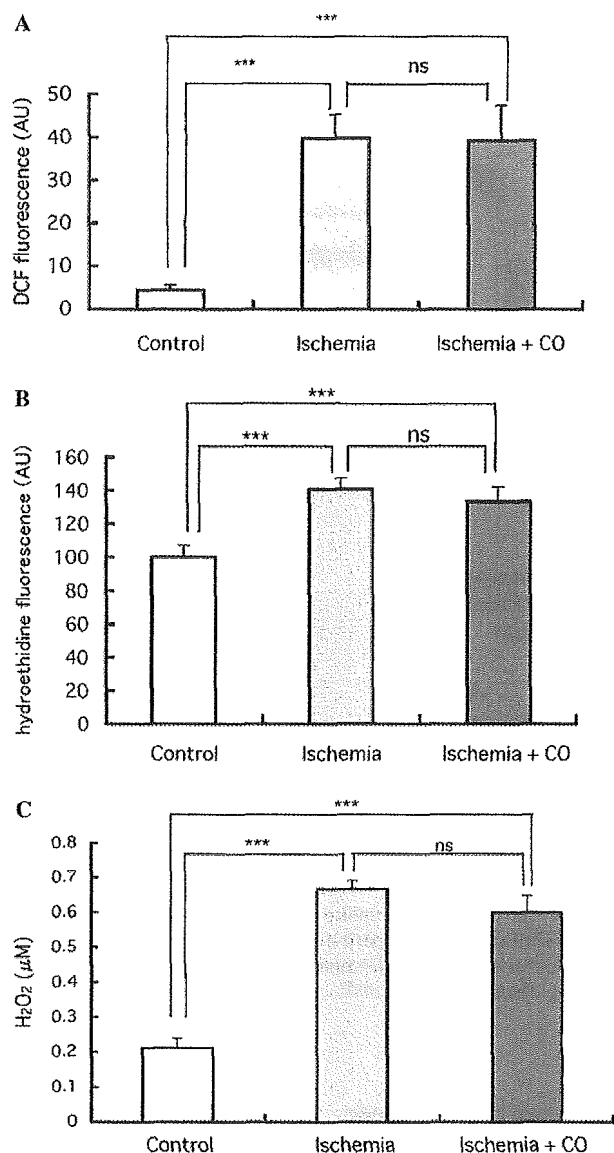 A
***
***
ns
50
40
30
20
10
0
DCF fluorescence (AU)
Control Ischemia Ischemia + CO
B
***
***
ns
160
140
120
100
80
60
40
20
0
hydroethidine fluorescence (AU)
Control Ischemia Ischemia + CO
C
***
***
ns
0.8
0.7
0.6
0.5
0.4
0.3
0.2
0.1
0
H₂O₂ (μM)
Control Ischemia Ischemia + CO